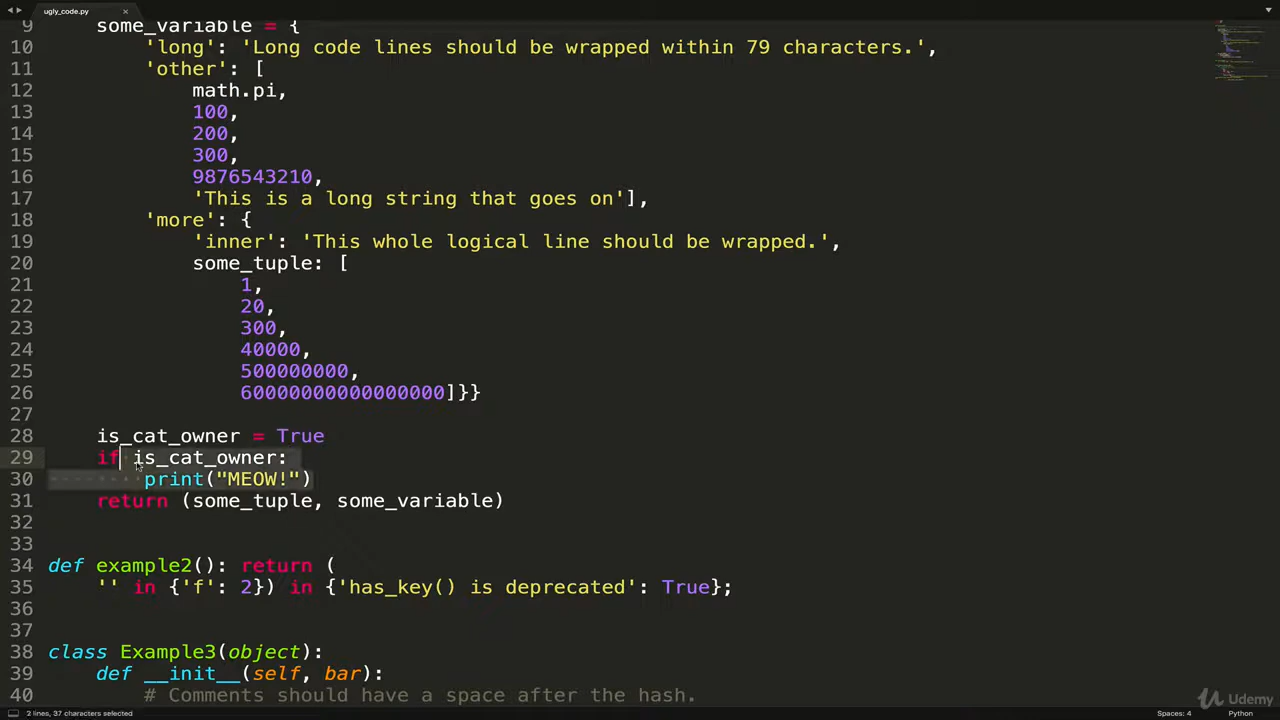 ugly_code.py ×
9 some_variable = {
10 'long': 'Long code lines should be wrapped within 79 characters.',
11 'other': [
12 math.pi,
13 100,
14 200,
15 300,
16 9876543210,
17 'This is a long string that goes on'],
18 'more': {
19 'inner': 'This whole logical line should be wrapped.',
20 some_tuple: [
21 1,
22 20,
23 300,
24 40000,
25 500000000,
26 60000000000000000]}}
27
28 is_cat_owner = True
29 if is_cat_owner:
30 print("MEOW!")
31 return (some_tuple, some_variable)
32
33
34 def example2(): return (
35 '' in {'f': 2}) in {'has_key() is deprecated': True};
36
37
38 class Example3(object):
39 def __init__(self, bar):
40 # Comments should have a space after the hash.
2 lines, 37 characters selected
Spaces: 4
Python
Udemy